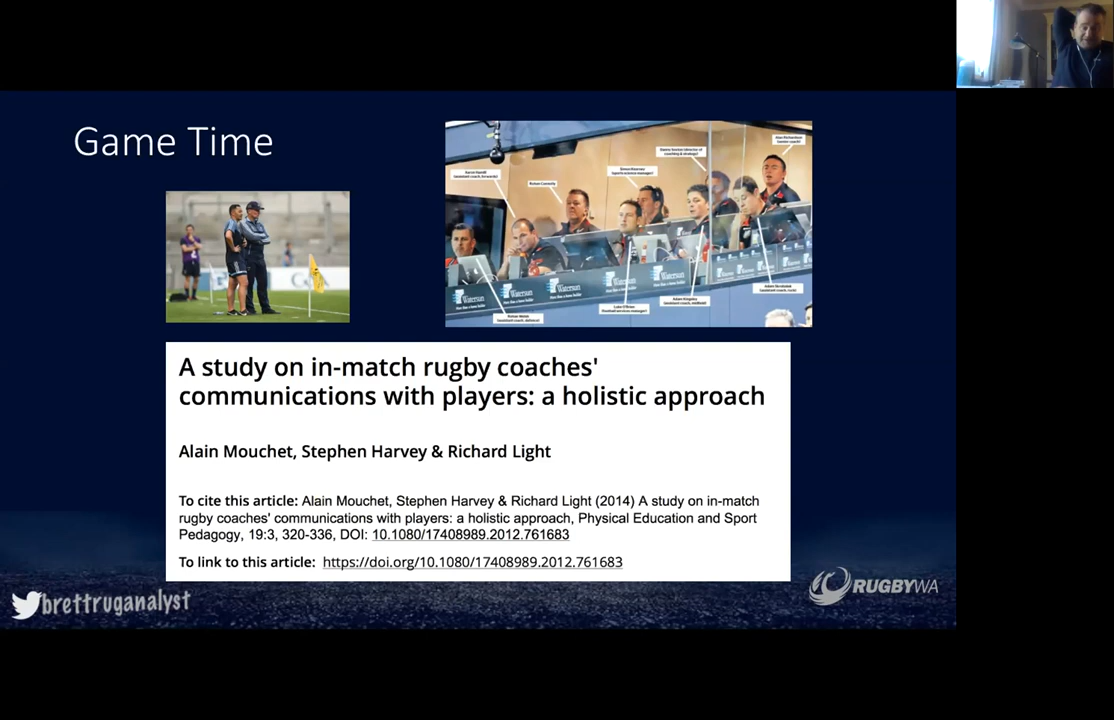 Game Time
A study on in-match rugby coaches'
communications with players: a holistic approach
Alain Mouchet, Stephen Harvey & Richard Light
To cite this article: Alain Mouchet, Stephen Harvey & Richard Light (2014) A study on in-match
rugby coaches' communications with players: a holistic approach, Physical Education and Sport
Pedagogy, 19:3, 320-336, DOI: 10.1080/17408989.2012.761683
To link to this article: https://doi.org/10.1080/17408989.2012.761683
brettruganalyst
RUGBYWA